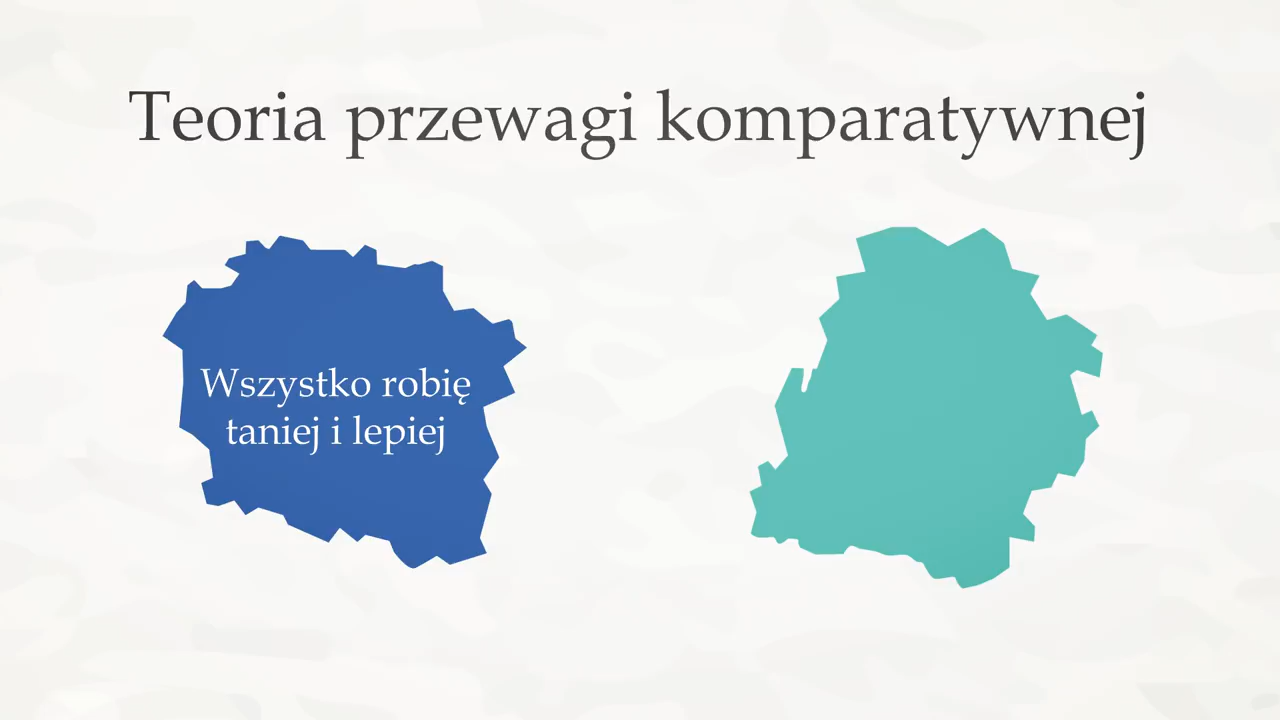 Teoria przewagi komparatywnej
Wszystko robię
taniej i lepiej